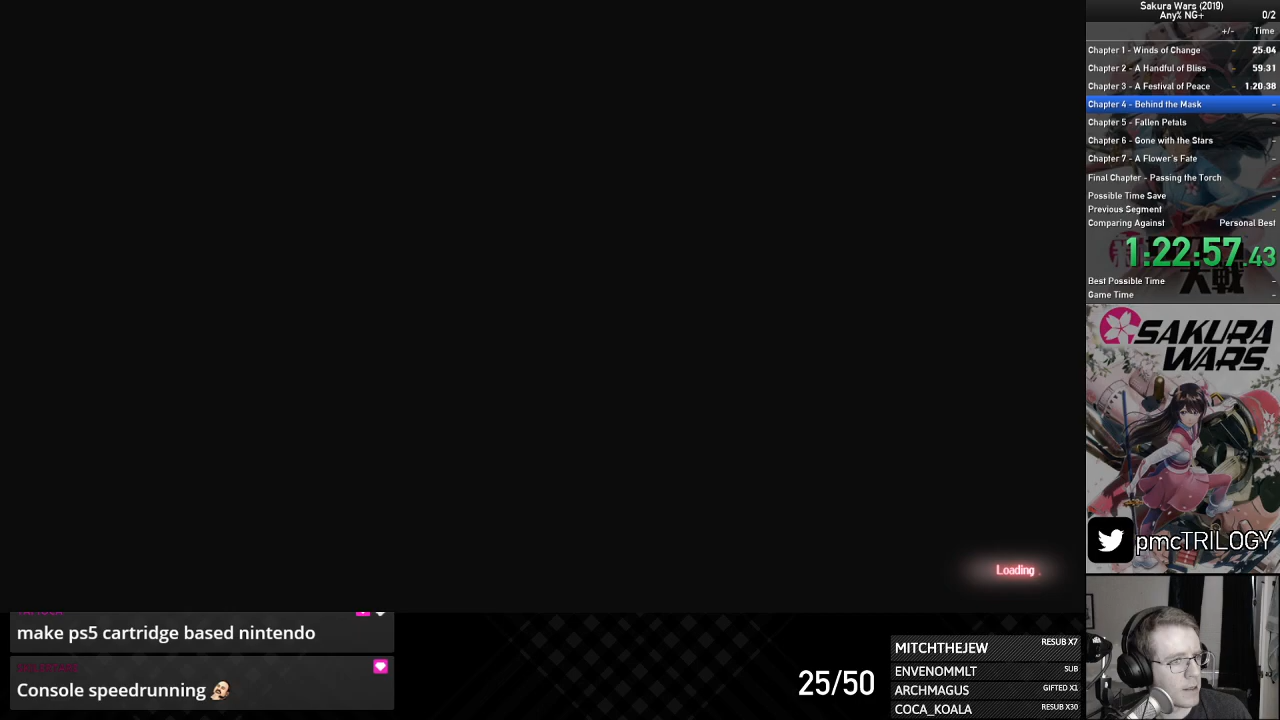 Sakura Wars (2019)
Any% NG+ 0/2
+/- Time
Chapter 1 - Winds of Change - 25:04
Chapter 2 - A Handful of Bliss - 59:31
Chapter 3 - A Festival of Peace - 1:20:38
Chapter 4 - Behind the Mask -
Chapter 5 - Fallen Petals -
Chapter 6 - Gone with the Stars -
Chapter 7 - A Flower's Fate -
Final Chapter - Passing the Torch -
Possible Time Save -
Previous Segment
Comparing Against Personal Best
1:22:57.43
大戦
Best Possible Time -
Game Time -
SAKURA
WARS
pmcTRILOGY
Loading .
make ps5 cartridge based nintendo
Console speedrunning
25/50
MITCHTHEJEW RESUB X7
ENVENOMMLT SUB
ARCHMAGUS GIFTED X1
COCA_KOALA RESUB X30